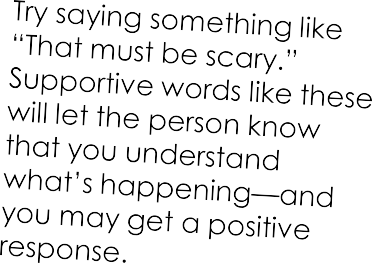 Try saying something like
“That must be scary.”
Supportive words like these
will let the person know
that you understand
what’s happening—and
you may get a positive
response.